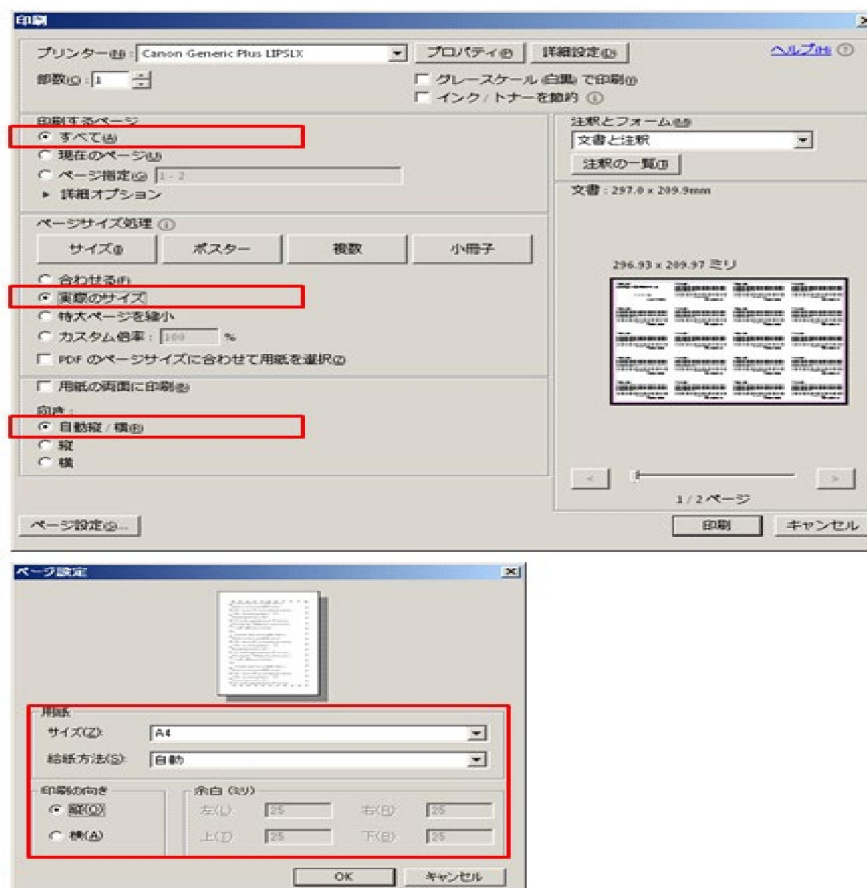 印刷
プリンター(N): Canon Generic Plus LIPSLX プロパティ(P) 詳細設定(D) ヘルプ(H)
部数(C): 1 グレースケール(白黒)で印刷(Y)
インク/トナーを節約
印刷するページ 注釈とフォーム(M)
すべて(A) 文書と注釈
現在のページ(U) 注釈の一覧(T)
ページ指定(G) 1 - 2
詳細オプション 文書: 297.0 x 209.9mm
ページサイズ処理
サイズ(I) ポスター 複数 小冊子
296.93 x 209.97 ミリ
合わせる(F)
実際のサイズ
特大ページを縮小
カスタム倍率: 100 %
PDF のページサイズに合わせて用紙を選択(Z)
用紙の両面に印刷(B)
向き:
自動縦/横(R)
縦
横
< >
1/2ページ
ページ設定(S)... 印刷 キャンセル
ページ設定
用紙
サイズ(Z): A4
給紙方法(S): 自動
印刷の向き 余白(ミリ)
縦(O) 左(L): 25 右(R): 25
横(A) 上(T): 25 下(B): 25
OK キャンセル